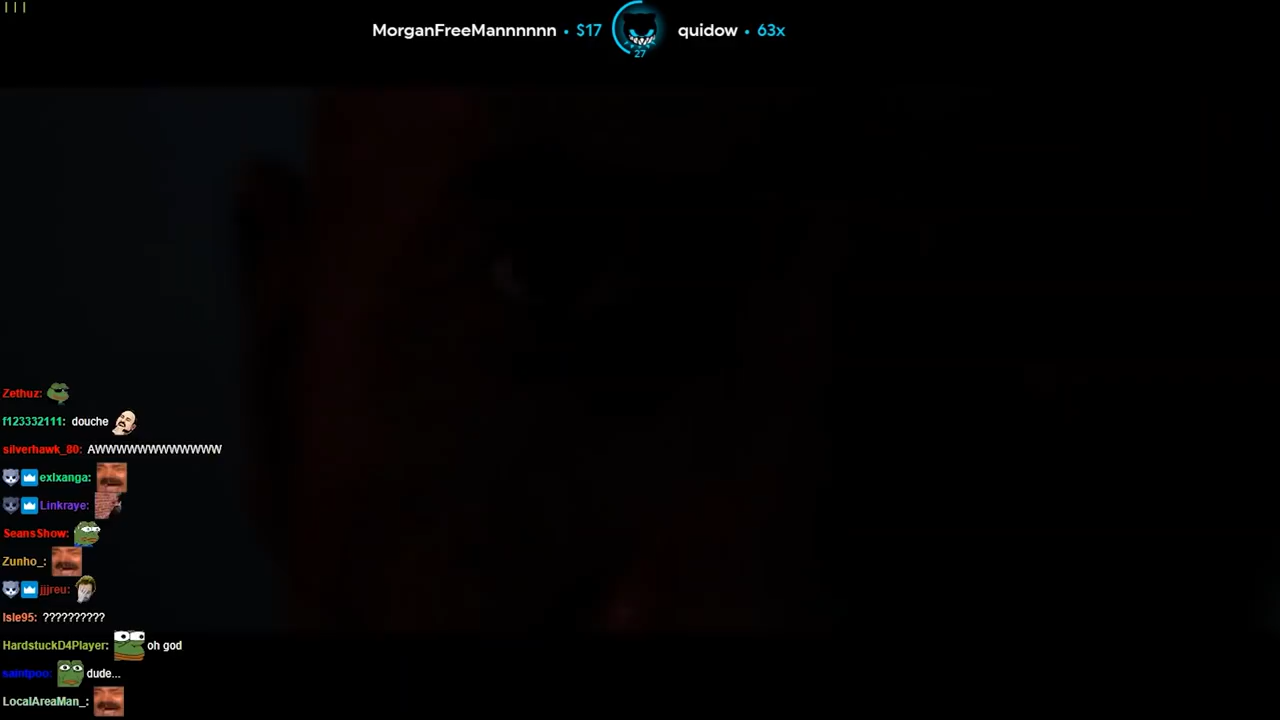 |||
MorganFreeMannnnnn • $17 quidow • 63x
27
Zethuz:
f123332111: douche
silverhawk_80: AWWWWWWWWWWWWW
exlxanga:
Linkraye:
SeansShow:
Zunho_:
jjjreu:
Isle95: ??????????
HardstuckD4Player: oh god
saintpoo: dude...
LocalAreaMan_: